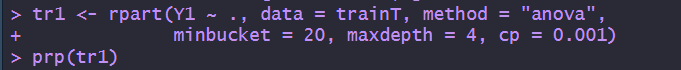 > tr1 <- rpart(Y1 ~ ., data = trainT, method = "anova",
+              minbucket = 20, maxdepth = 4, cp = 0.001)
> prp(tr1)